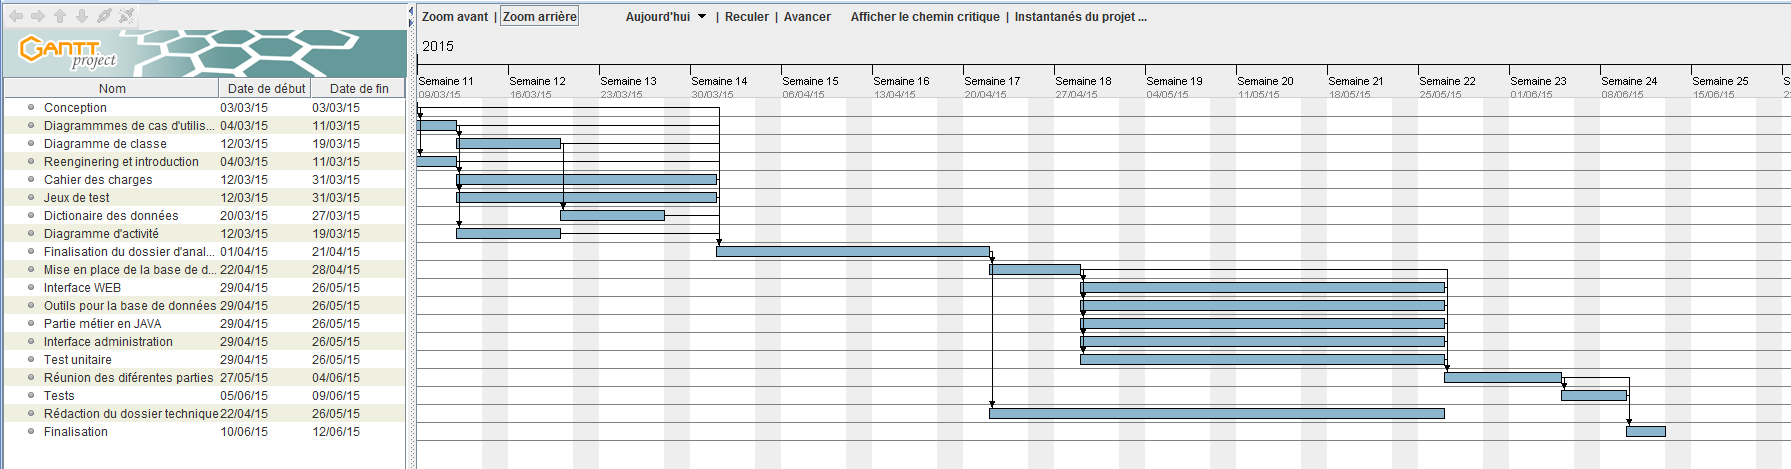 Zoom avant | Zoom arrière Aujourd'hui | Reculer | Avancer Afficher le chemin critique | Instantanés du projet ...
GANTT project
2015
Semaine 11 Semaine 12 Semaine 13 Semaine 14 Semaine 15 Semaine 16 Semaine 17 Semaine 18 Semaine 19 Semaine 20 Semaine 21 Semaine 22 Semaine 23 Semaine 24 Semaine 25 S
09/03/15 16/03/15 23/03/15 30/03/15 06/04/15 13/04/15 20/04/15 27/04/15 04/05/15 11/05/15 18/05/15 25/05/15 01/06/15 08/06/15 15/06/15
Nom Date de début Date de fin
Conception 03/03/15 03/03/15
Diagrammmes de cas d'utilis... 04/03/15 11/03/15
Diagramme de classe 12/03/15 19/03/15
Reenginering et introduction 04/03/15 11/03/15
Cahier des charges 12/03/15 31/03/15
Jeux de test 12/03/15 31/03/15
Dictionaire des données 20/03/15 27/03/15
Diagramme d'activité 12/03/15 19/03/15
Finalisation du dossier d'anal... 01/04/15 21/04/15
Mise en place de la base de d... 22/04/15 28/04/15
Interface WEB 29/04/15 26/05/15
Outils pour la base de données 29/04/15 26/05/15
Partie métier en JAVA 29/04/15 26/05/15
Interface administration 29/04/15 26/05/15
Test unitaire 29/04/15 26/05/15
Réunion des diférentes parties 27/05/15 04/06/15
Tests 05/06/15 09/06/15
Rédaction du dossier technique 22/04/15 26/05/15
Finalisation 10/06/15 12/06/15